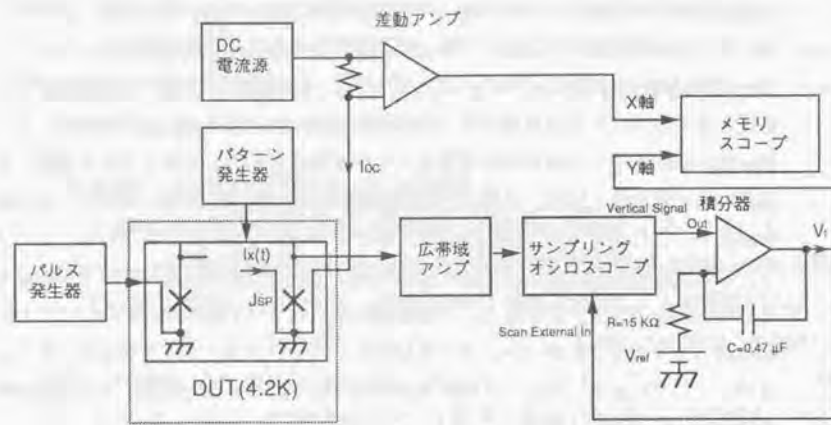 差動アンプ
DC
電流源
X軸
メモリ
スコープ
Y軸
パターン
発生器
IDC
Vertical Signal
積分器
Out
Vf
パルス
発生器
Ix(t)
JSP
広帯域
アンプ
サンプリング
オシロスコープ
R=15 KΩ
Scan External In
C=0.47 μF
Vref
DUT(4.2K)